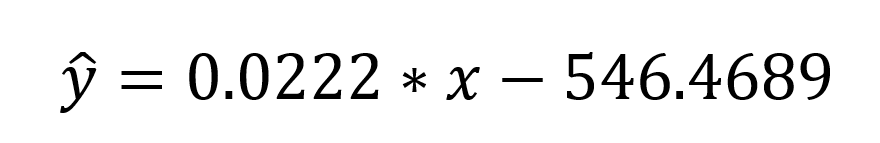 ŷ = 0.0222 * x − 546.4689